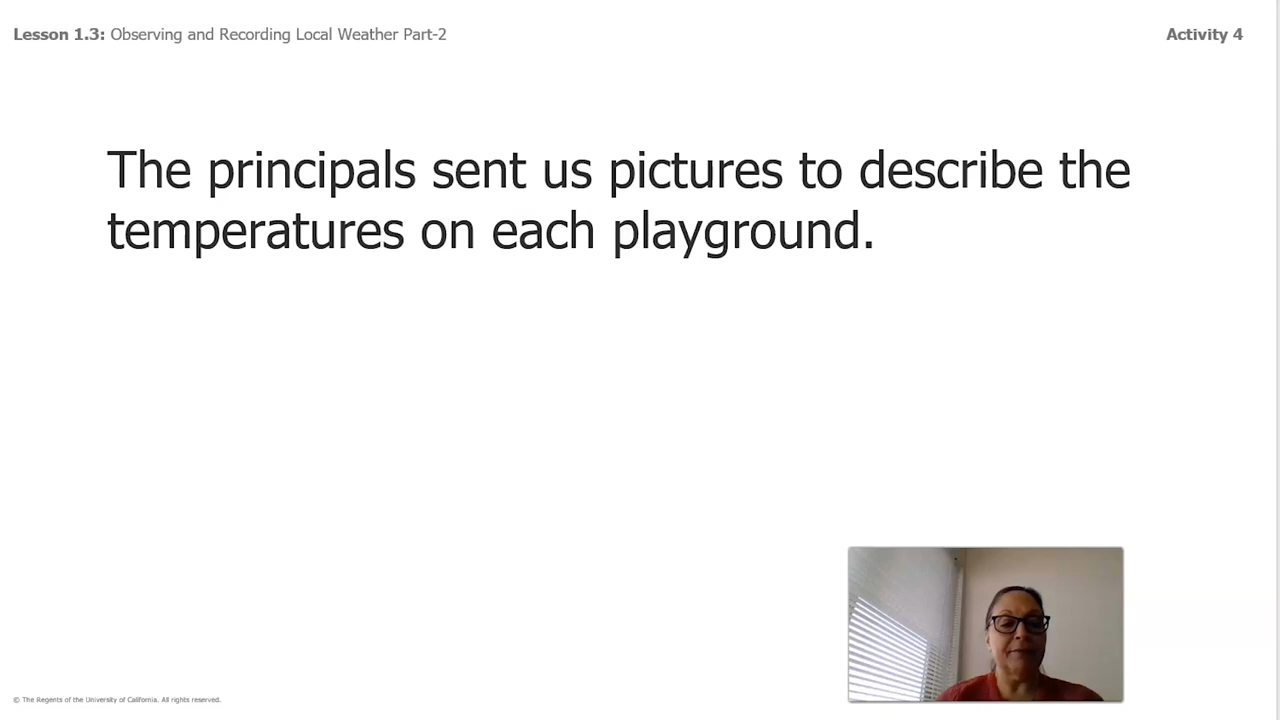 Lesson 1.3: Observing and Recording Local Weather Part-2
Activity 4
The principals sent us pictures to describe the
temperatures on each playground.
© The Regents of the University of California. All rights reserved.